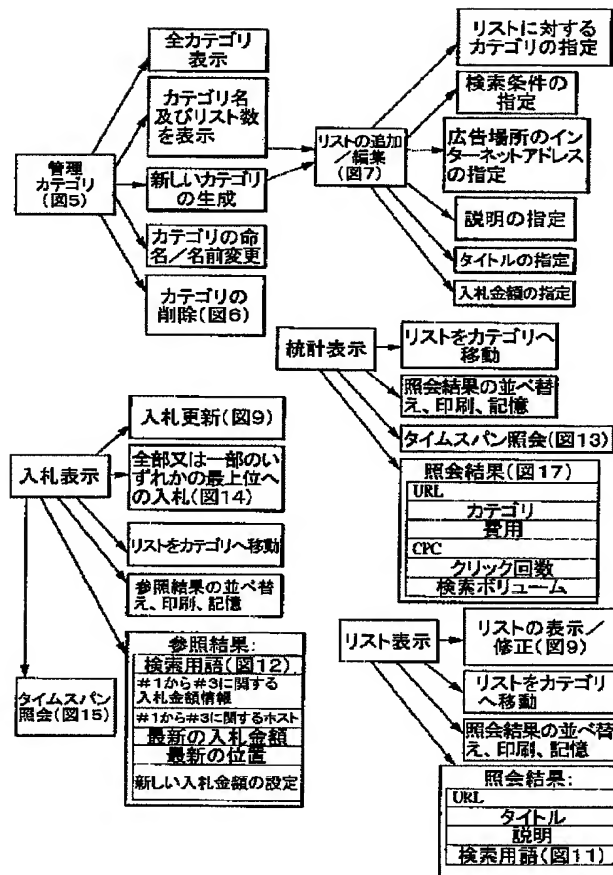 全カテゴリ
表示
カテゴリ名
及びリスト数
を表示
管理
カテゴリ
(図5)
新しいカテゴリ
の生成
カテゴリの命
名/名前変更
カテゴリの
削除(図6)
リストの追加
/編集
(図7)
リストに対する
カテゴリの指定
検索条件の
指定
広告場所のイン
ターネットアドレス
の指定
説明の指定
タイトルの指定
入札金額の指定
統計表示
リストをカテゴリへ
移動
照会結果の並べ替
え、印刷、記憶
タイムスパン照会(図13)
照会結果(図17)
URL
カテゴリ
費用
CPC
クリック回数
検索ボリューム
入札表示
入札更新(図9)
全部又は一部のい
ずれかの最上位へ
の入札(図14)
リストをカテゴリへ移動
参照結果の並べ替
え、印刷、記憶
タイムスパン
照会(図15)
参照結果:
検索用語(図12)
#1から#3に関する
入札金額情報
#1から#3に関するホスト
最新の入札金額
最新の位置
新しい入札金額の設定
リスト表示
リストの表示/
修正(図9)
リストをカテゴリ
へ移動
照会結果の並べ替
え、印刷、記憶
照会結果:
URL
タイトル
説明
検索用語(図11)